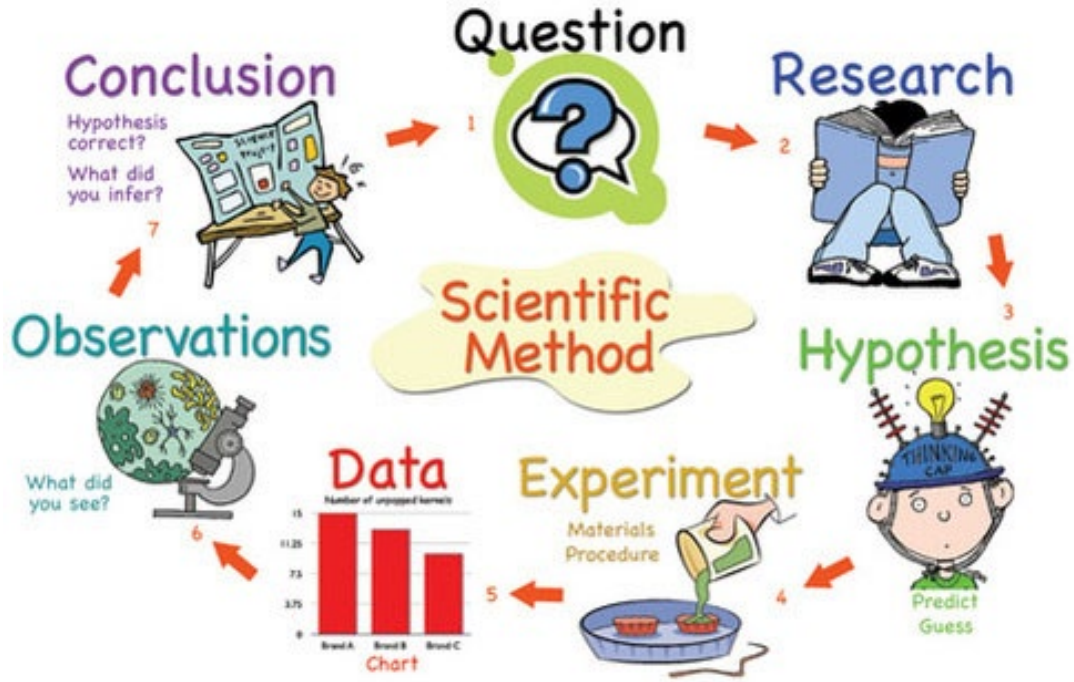 Question
1
Research
2
3
Hypothesis
THINKING
CAP
Predict
Guess
4
Experiment
Materials
Procedure
5
Data
Number of unpopped kernels
15
11.25
7.5
3.75
0
Brand A Brand B Brand C
Chart
6
Observations
What did
you see?
7
Conclusion
Hypothesis
correct?
What did
you infer?
Science
Project
Scientific
Method